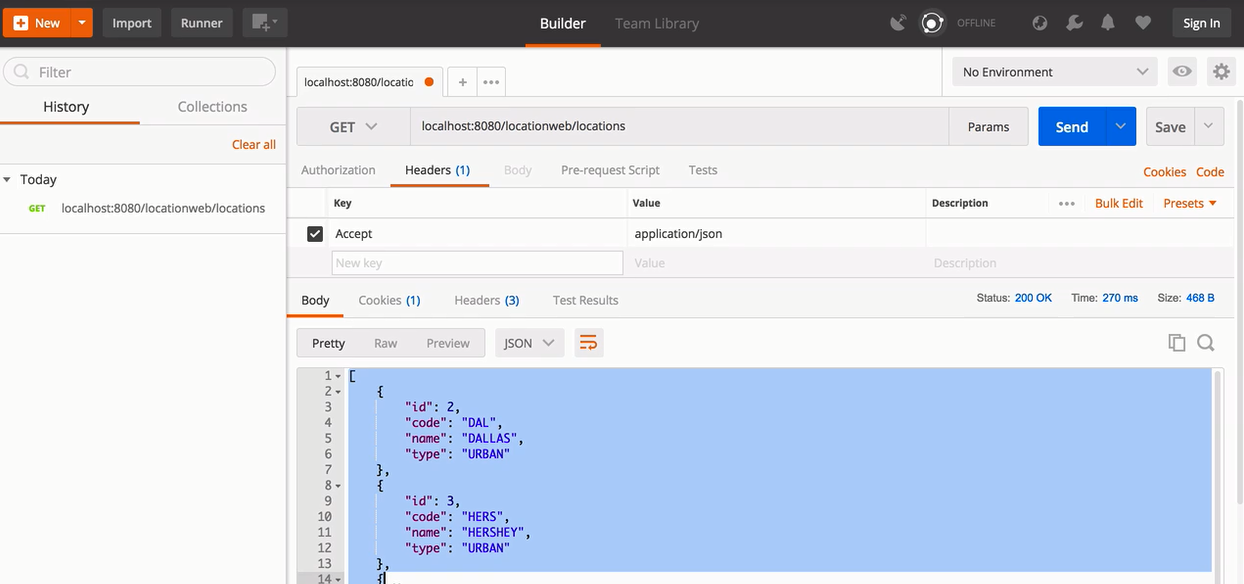 New Import Runner Builder Team Library OFFLINE Sign In
Filter
History Collections
Clear all
Today
GET localhost:8080/locationweb/locations
localhost:8080/locatio + ••• No Environment
GET localhost:8080/locationweb/locations Params Send Save
Authorization Headers (1) Body Pre-request Script Tests Cookies Code
Key Value Description ••• Bulk Edit Presets
Accept application/json
New key Value Description
Body Cookies (1) Headers (3) Test Results Status: 200 OK Time: 270 ms Size: 468 B
Pretty Raw Preview JSON
1 [
2 {
3 "id": 2,
4 "code": "DAL",
5 "name": "DALLAS",
6 "type": "URBAN"
7 },
8 {
9 "id": 3,
10 "code": "HERS",
11 "name": "HERSHEY",
12 "type": "URBAN"
13 },
14 {